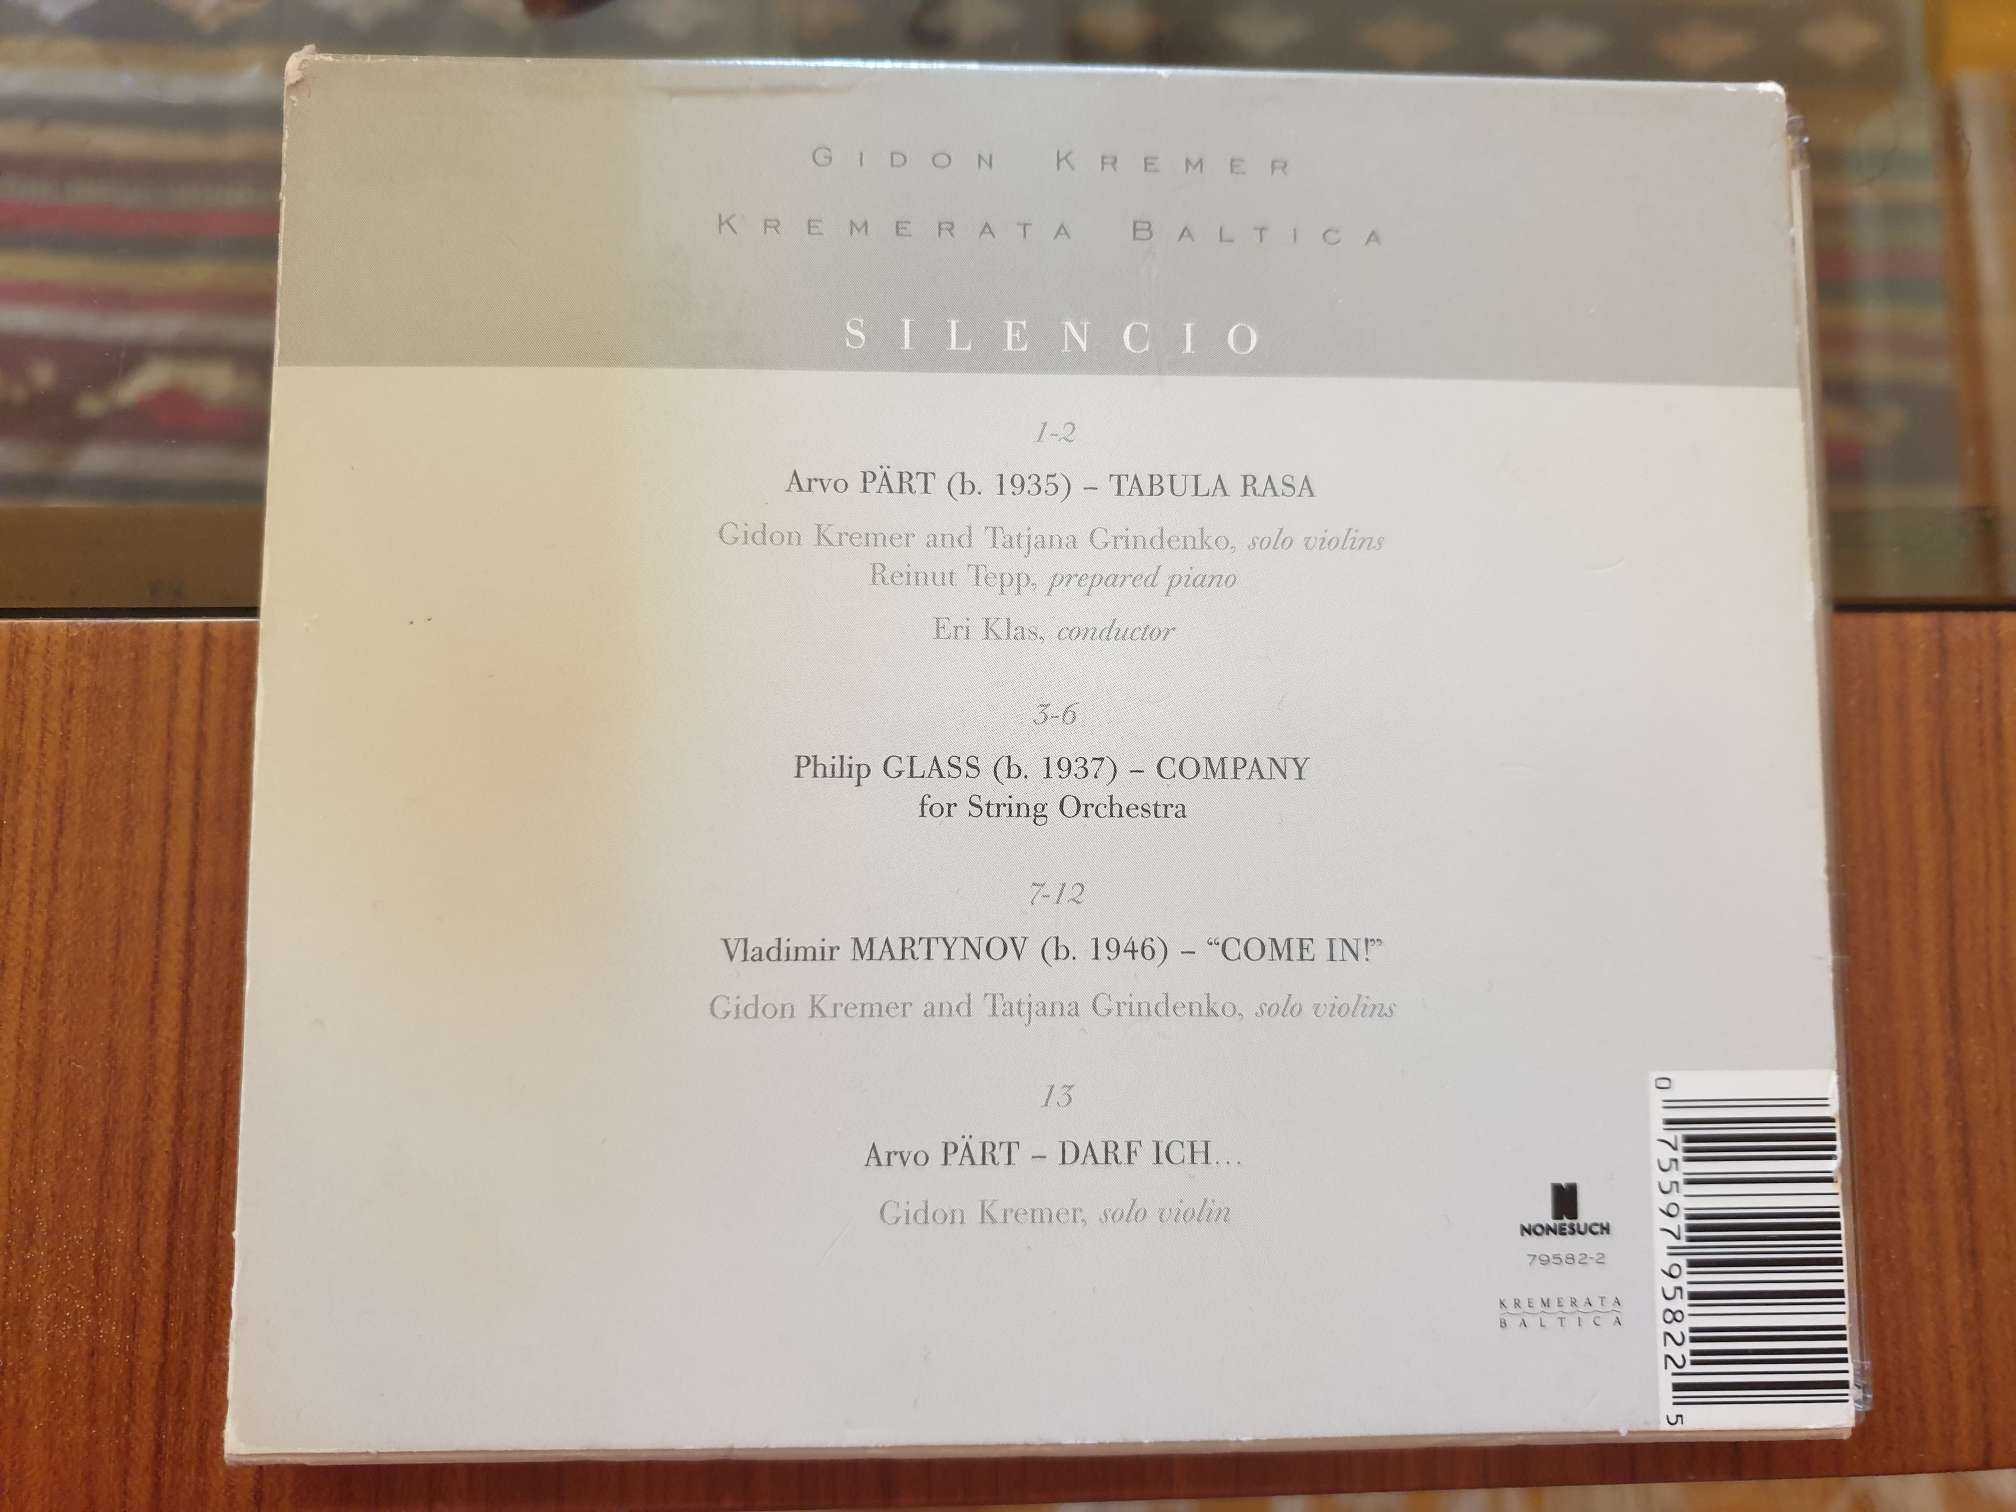 GIDON KREMER
KREMERATA BALTICA
SILENCIO
1-2
Arvo PÄRT (b. 1935) – TABULA RASA
Gidon Kremer and Tatjana Grindenko, solo violins
Reinut Tepp, prepared piano
Eri Klas, conductor
3-6
Philip GLASS (b. 1937) – COMPANY
for String Orchestra
7-12
Vladimir MARTYNOV (b. 1946) – “COME IN!”
Gidon Kremer and Tatjana Grindenko, solo violins
13
Arvo PÄRT – DARF ICH...
Gidon Kremer, solo violin
N
NONESUCH
79582-2
KREMERATA
BALTICA
0 75597 95822 5